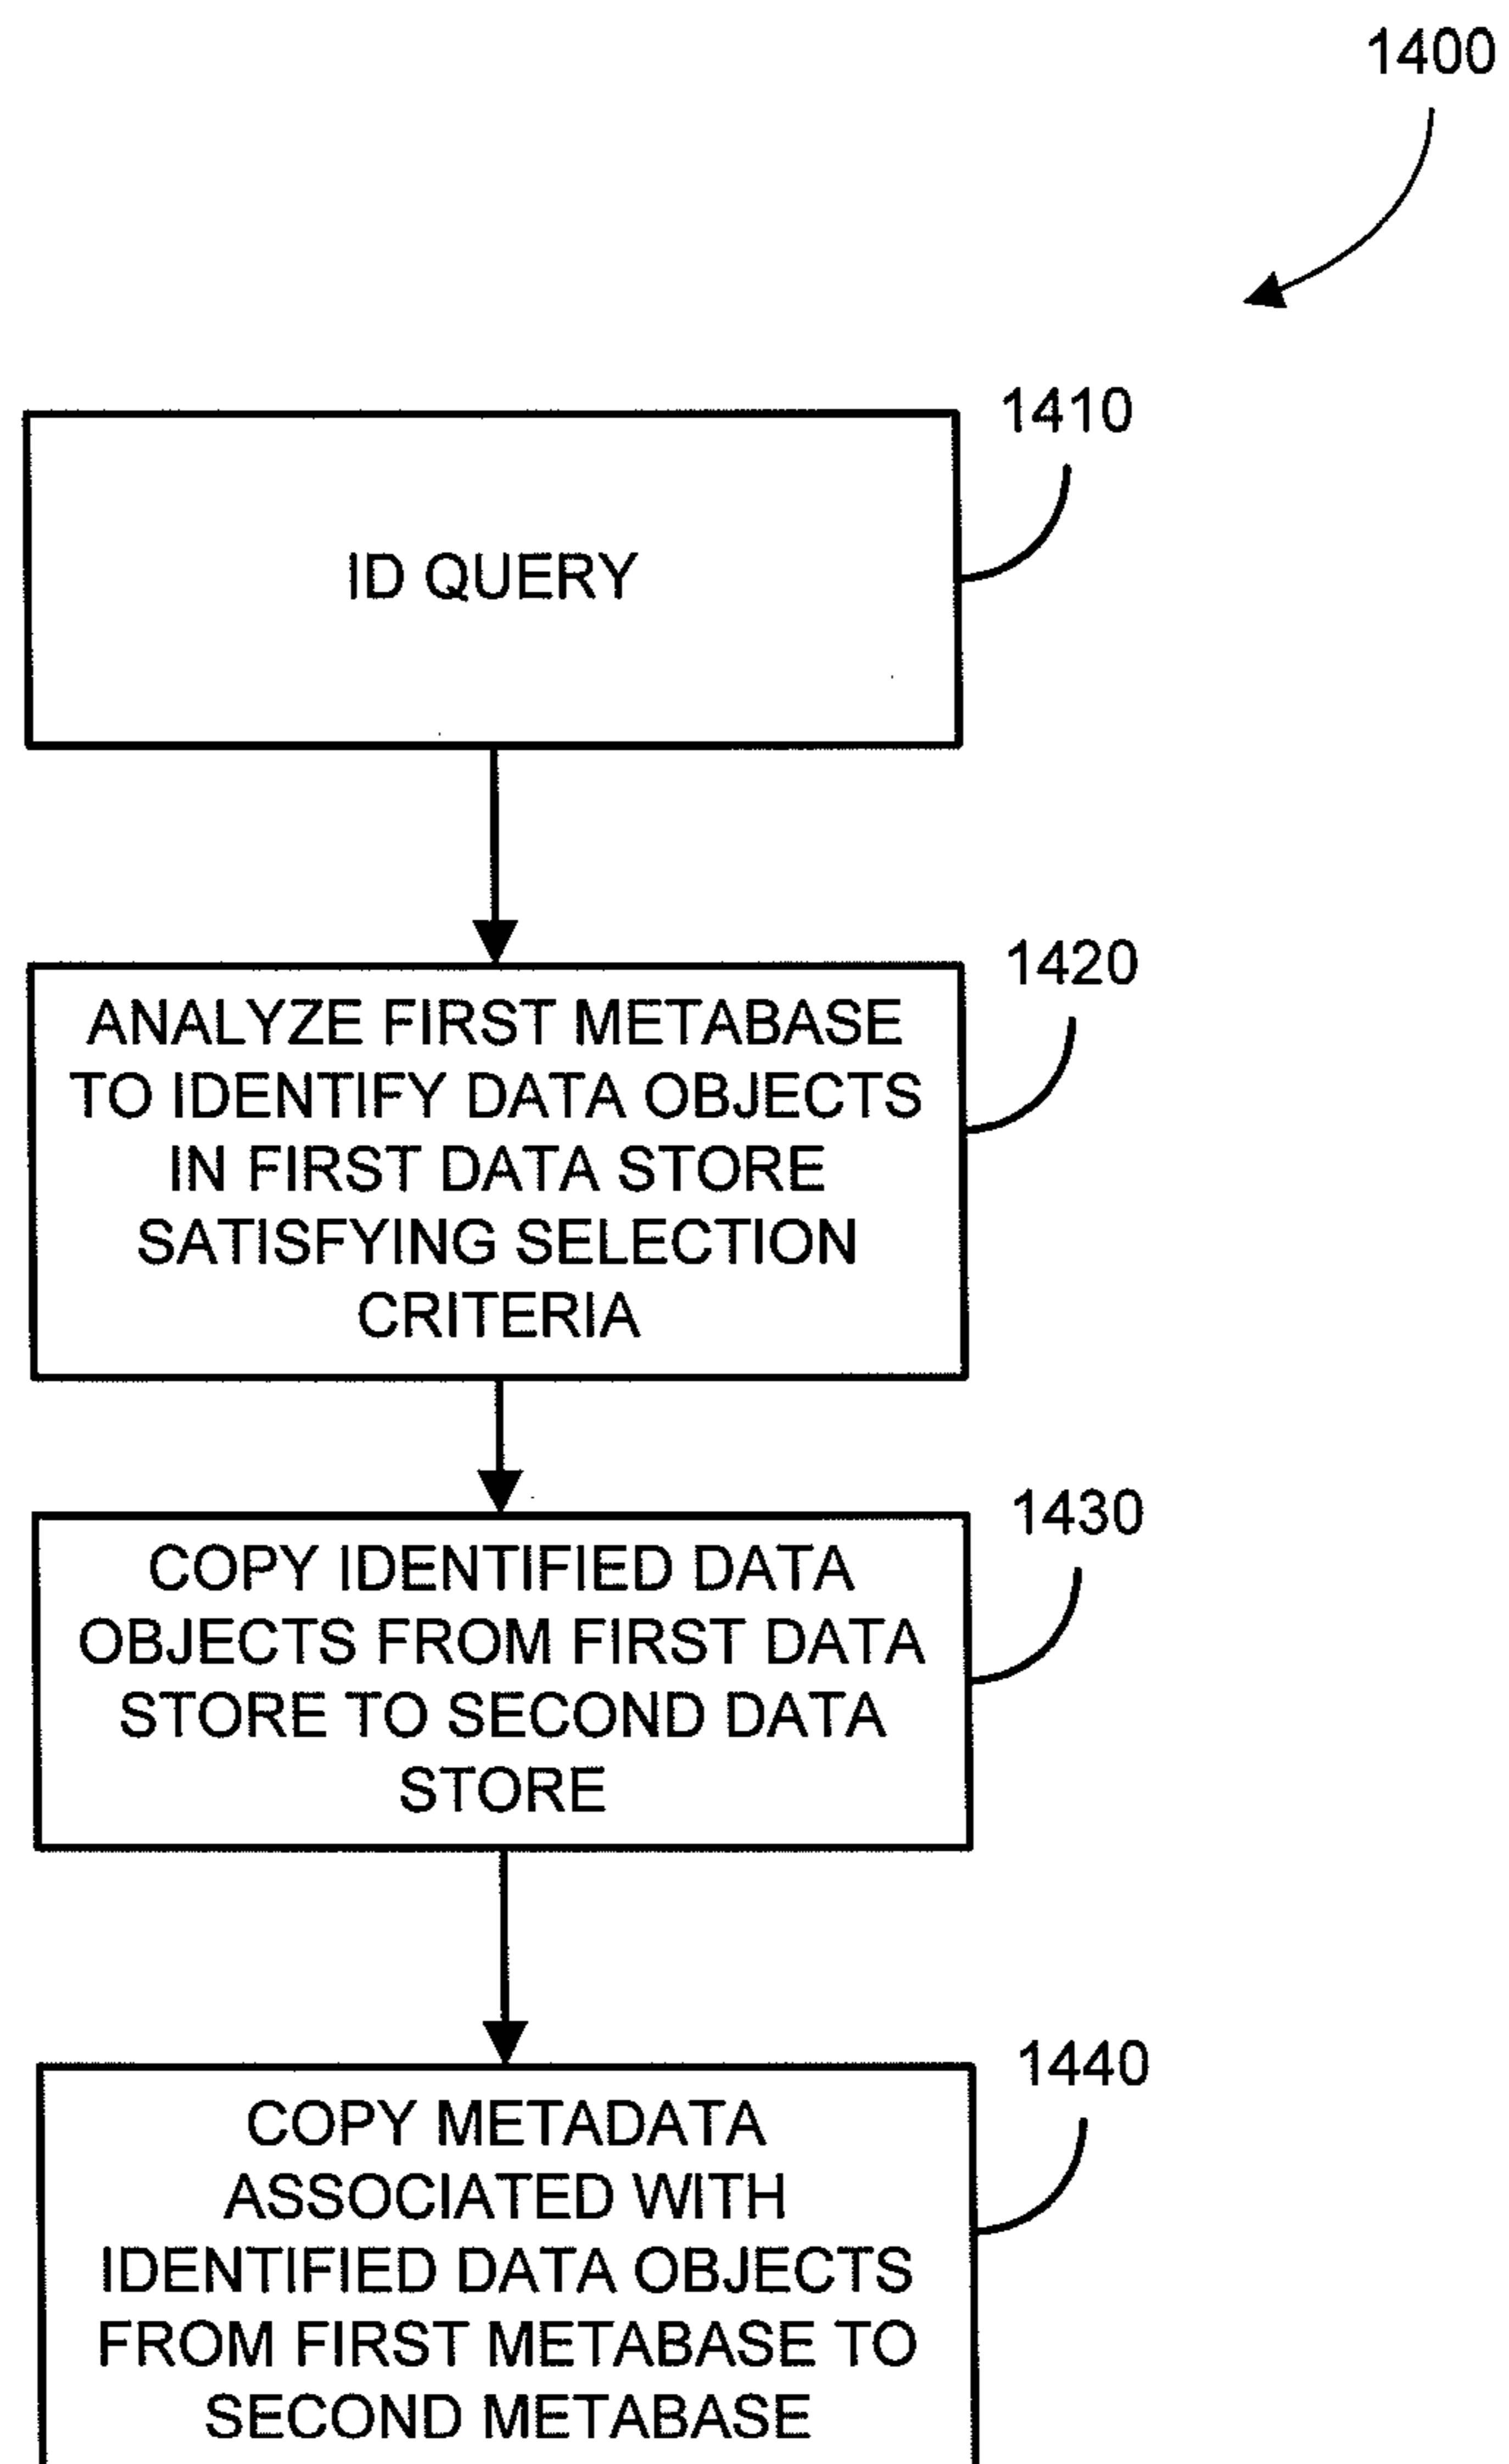 1400
1410
ID QUERY
1420
ANALYZE FIRST METABASE
TO IDENTIFY DATA OBJECTS
IN FIRST DATA STORE
SATISFYING SELECTION
CRITERIA
1430
COPY IDENTIFIED DATA
OBJECTS FROM FIRST DATA
STORE TO SECOND DATA
STORE
1440
COPY METADATA
ASSOCIATED WITH
IDENTIFIED DATA OBJECTS
FROM FIRST METABASE TO
SECOND METABASE